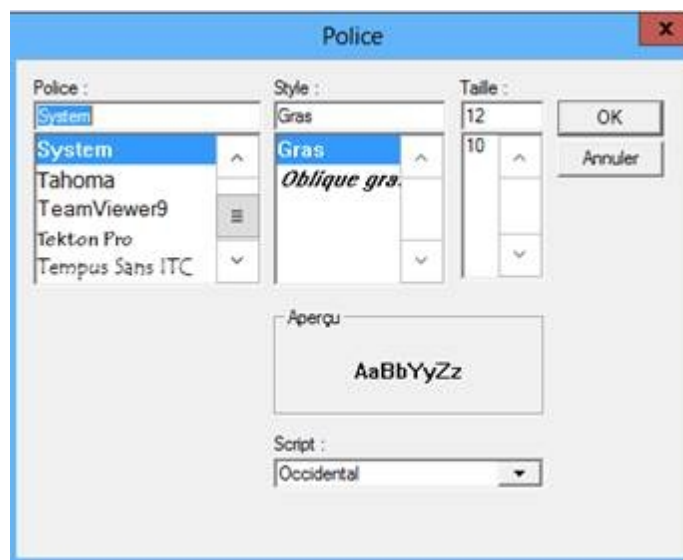 Police
x
Police :
Style :
Taille :
System
Gras
12
OK
System
Tahoma
TeamViewer9
Tekton Pro
Tempus Sans ITC
Gras
Oblique gra
10
Annuler
Aperçu
AaBbYyZz
Script :
Occidental